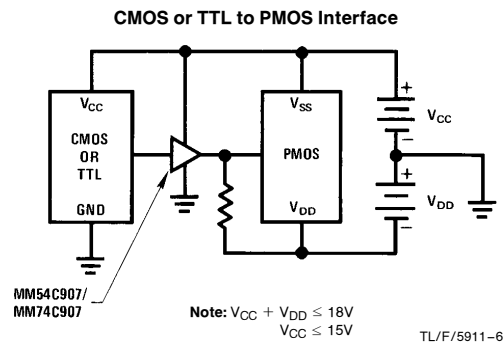 CMOS or TTL to PMOS Interface
V_CC
CMOS
OR
TTL
GND
V_SS
PMOS
V_DD
+
V_CC
−
+
V_DD
−
MM54C907/
MM74C907
Note: V_CC + V_DD ≤ 18V
V_CC ≤ 15V
TL/F/5911–6